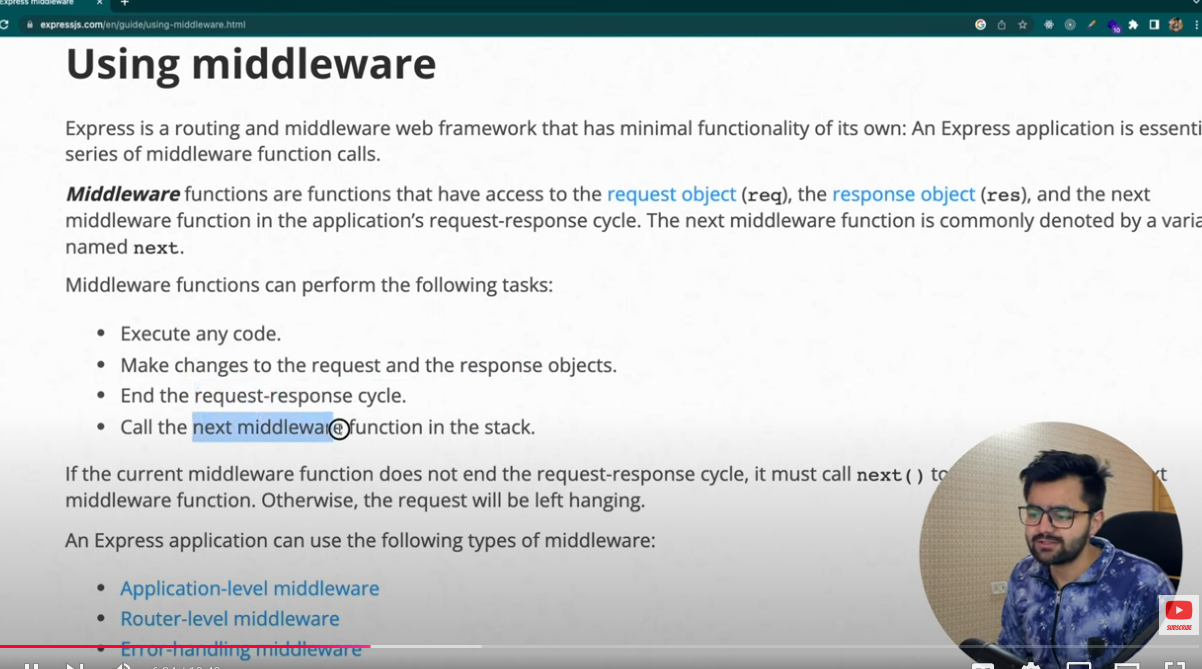 Express middleware
expressjs.com/en/guide/using-middleware.html
10
Using middleware
Express is a routing and middleware web framework that has minimal functionality of its own: An Express application is essenti
series of middleware function calls.
Middleware functions are functions that have access to the request object (req), the response object (res), and the next
middleware function in the application's request-response cycle. The next middleware function is commonly denoted by a varia
named next.
Middleware functions can perform the following tasks:
• Execute any code.
• Make changes to the request and the response objects.
• End the request-response cycle.
• Call the next middleware function in the stack.
If the current middleware function does not end the request-response cycle, it must call next() to xt
middleware function. Otherwise, the request will be left hanging.
An Express application can use the following types of middleware:
• Application-level middleware
• Router-level middleware
• Error-handling middleware
SUBSCRIBE